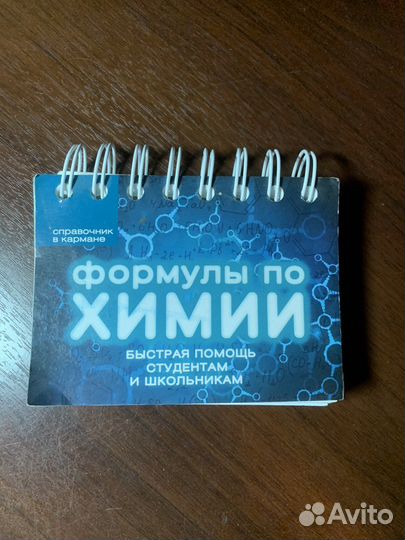 справочник
в кармане
формулы по
ХИМИИ
БЫСТРАЯ ПОМОЩЬ
СТУДЕНТАМ
И ШКОЛЬНИКАМ
Avito